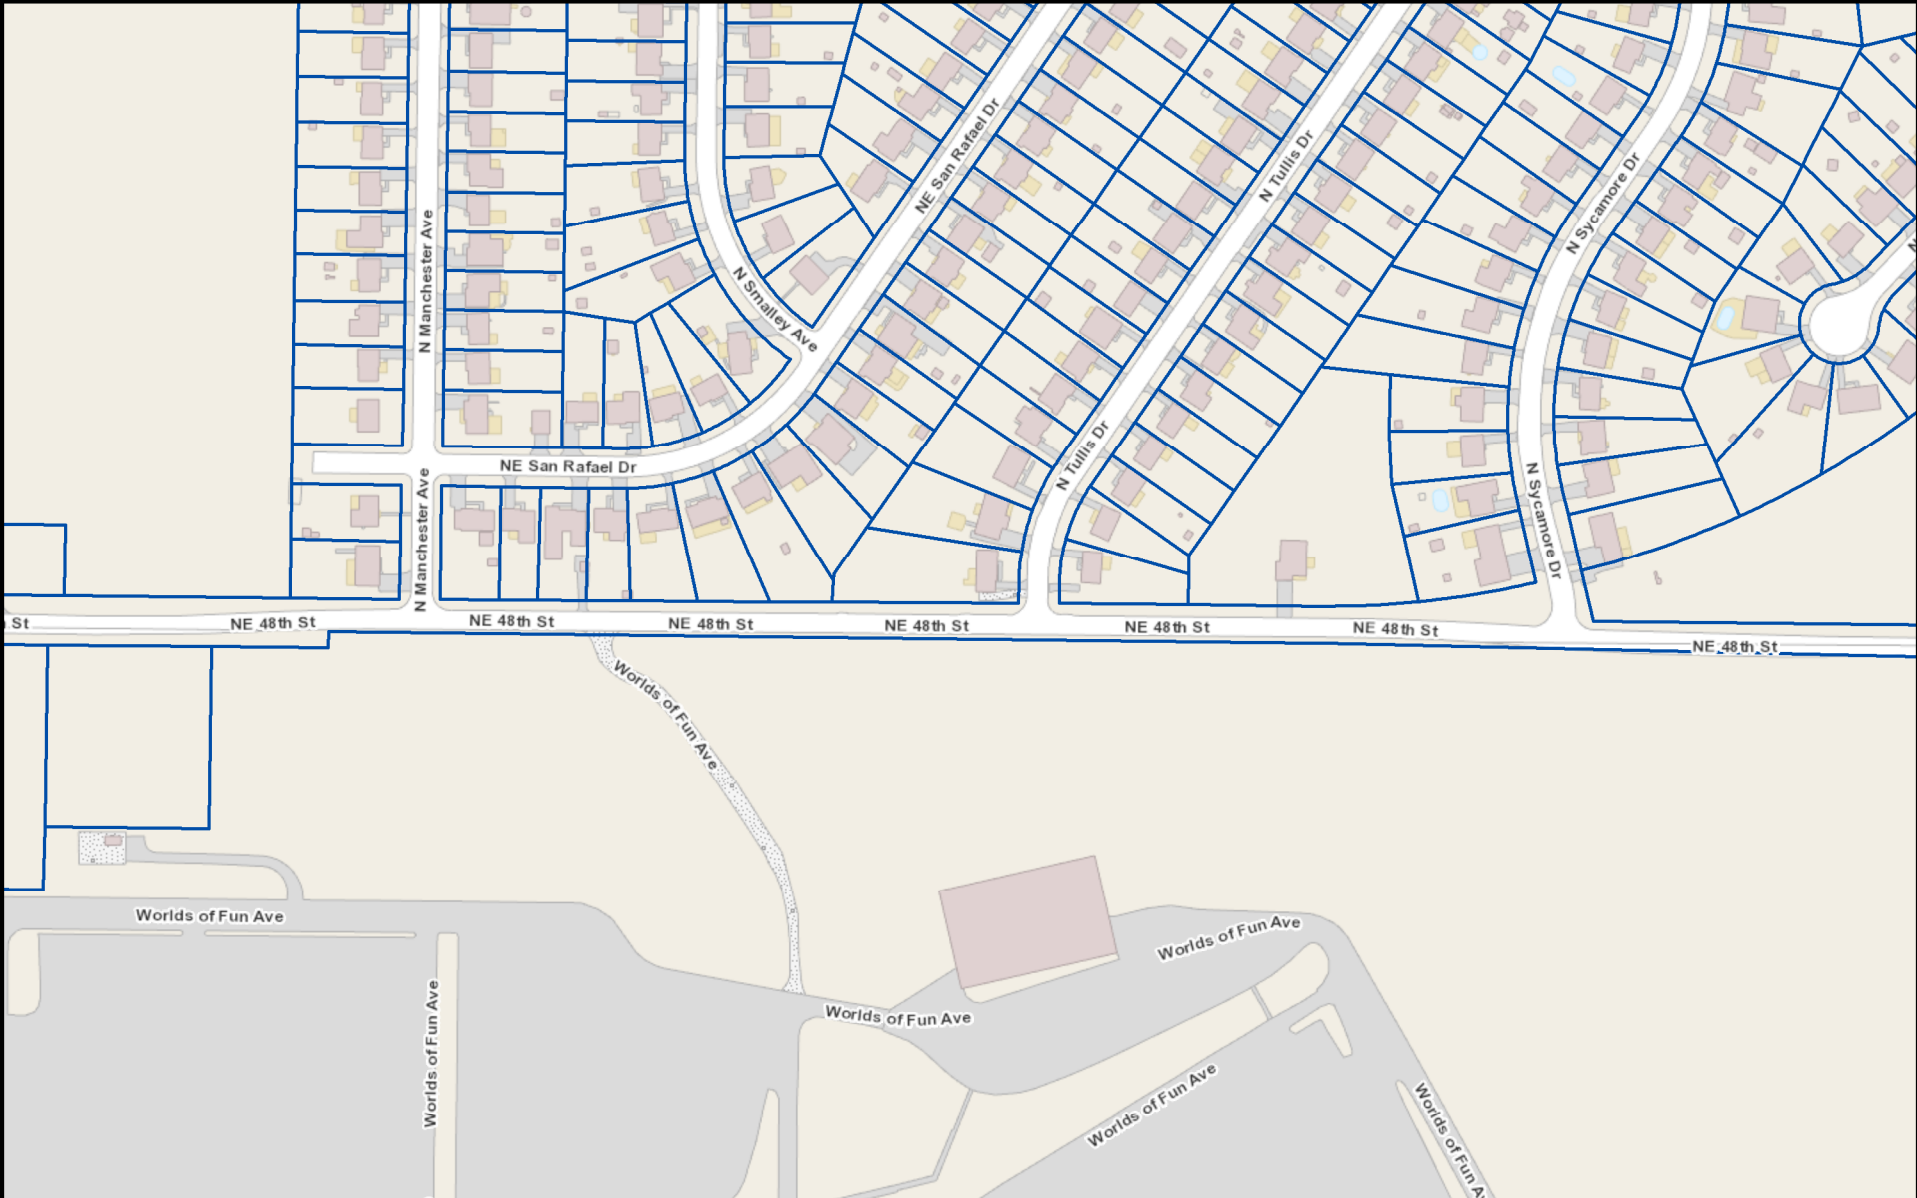 NE San Rafael Dr
N Tullis Dr
N Sycamore Dr
N Manchester Ave
N Smalley Ave
N
NE San Rafael Dr
N Tullis Dr
N Manchester Ave
N Sycamore Dr
St
NE 48th St
NE 48th St
NE 48th St
NE 48th St
NE 48th St
NE 48th St
NE 48th St
Worlds of Fun Ave
Worlds of Fun Ave
Worlds of Fun Ave
Worlds of Fun Ave
Worlds of Fun Ave
Worlds of Fun Ave
Worlds of Fun A